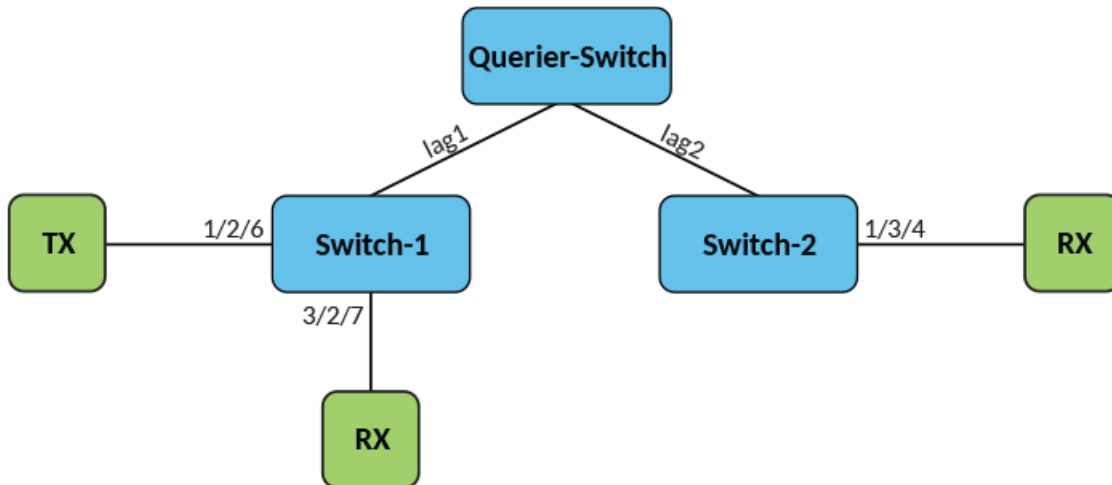 Querier-Switch
lag1
lag2
TX
1/2/6
Switch-1
Switch-2
1/3/4
RX
3/2/7
RX